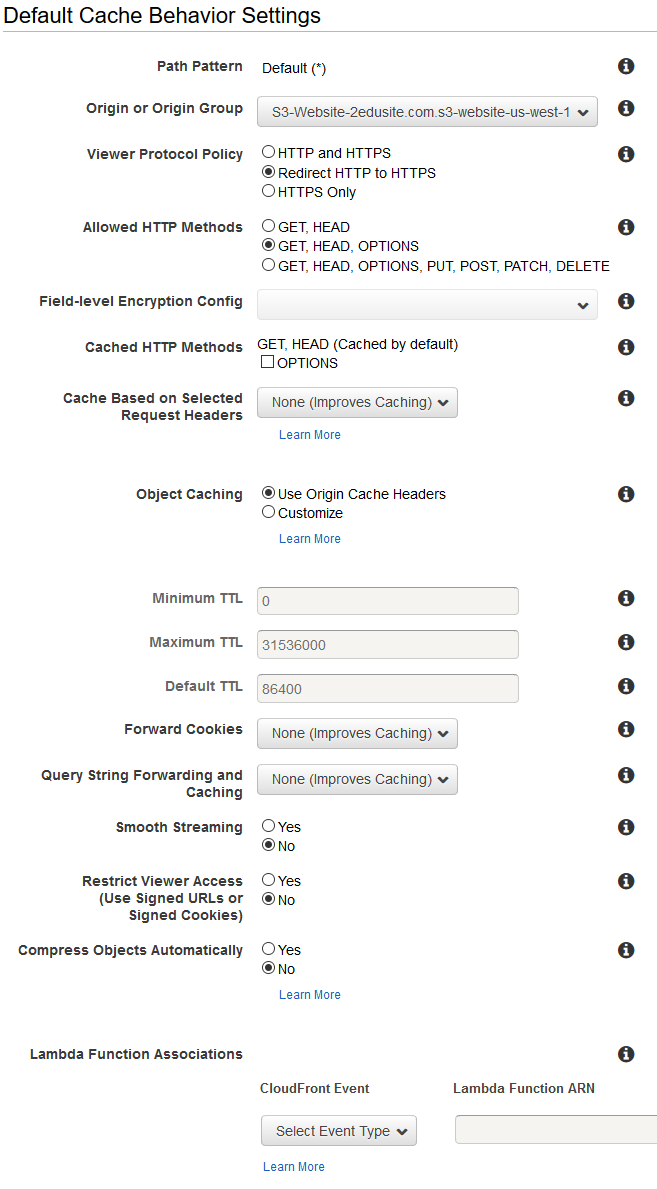 Default Cache Behavior Settings
Path Pattern Default (*)
Origin or Origin Group S3-Website-2edusite.com.s3-website-us-west-1
Viewer Protocol Policy HTTP and HTTPS
Redirect HTTP to HTTPS
HTTPS Only
Allowed HTTP Methods GET, HEAD
GET, HEAD, OPTIONS
GET, HEAD, OPTIONS, PUT, POST, PATCH, DELETE
Field-level Encryption Config
Cached HTTP Methods GET, HEAD (Cached by default)
OPTIONS
Cache Based on Selected
Request Headers
None (Improves Caching)
Learn More
Object Caching Use Origin Cache Headers
Customize
Learn More
Minimum TTL 0
Maximum TTL 31536000
Default TTL 86400
Forward Cookies None (Improves Caching)
Query String Forwarding and
Caching
None (Improves Caching)
Smooth Streaming Yes
No
Restrict Viewer Access
(Use Signed URLs or
Signed Cookies)
Yes
No
Compress Objects Automatically Yes
No
Learn More
Lambda Function Associations
CloudFront Event Lambda Function ARN
Select Event Type
Learn More